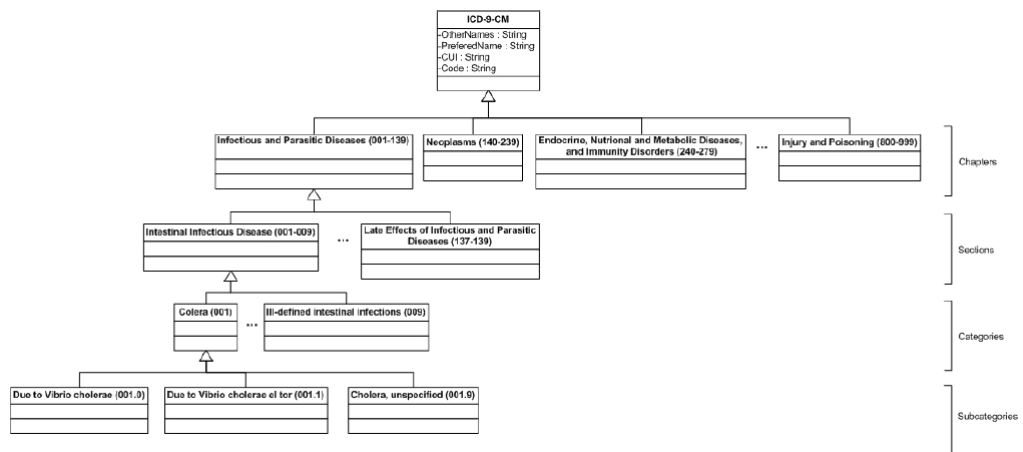 ICD-9-CM
-OtherNames : String
-PreferedName : String
-CUI : String
-Code : String
Infectious and Parasitic Diseases (001-139)
Neoplasms (140-239)
Endocrine, Nutrional and Metabolic Diseases,
and Immunity Disorders (240-279)
...
Injury and Poisoning (800-999)
Chapters
Intestinal Infectious Disease (001-009)
...
Late Effects of Infectious and Parasitic
Diseases (137-139)
Sections
Colera (001)
...
Ill-defined intestinal infections (009)
Categories
Due to Vibrio cholerae (001.0)
Due to Vibrio cholerae el tor (001.1)
Cholera, unspecified (001.9)
Subcategories